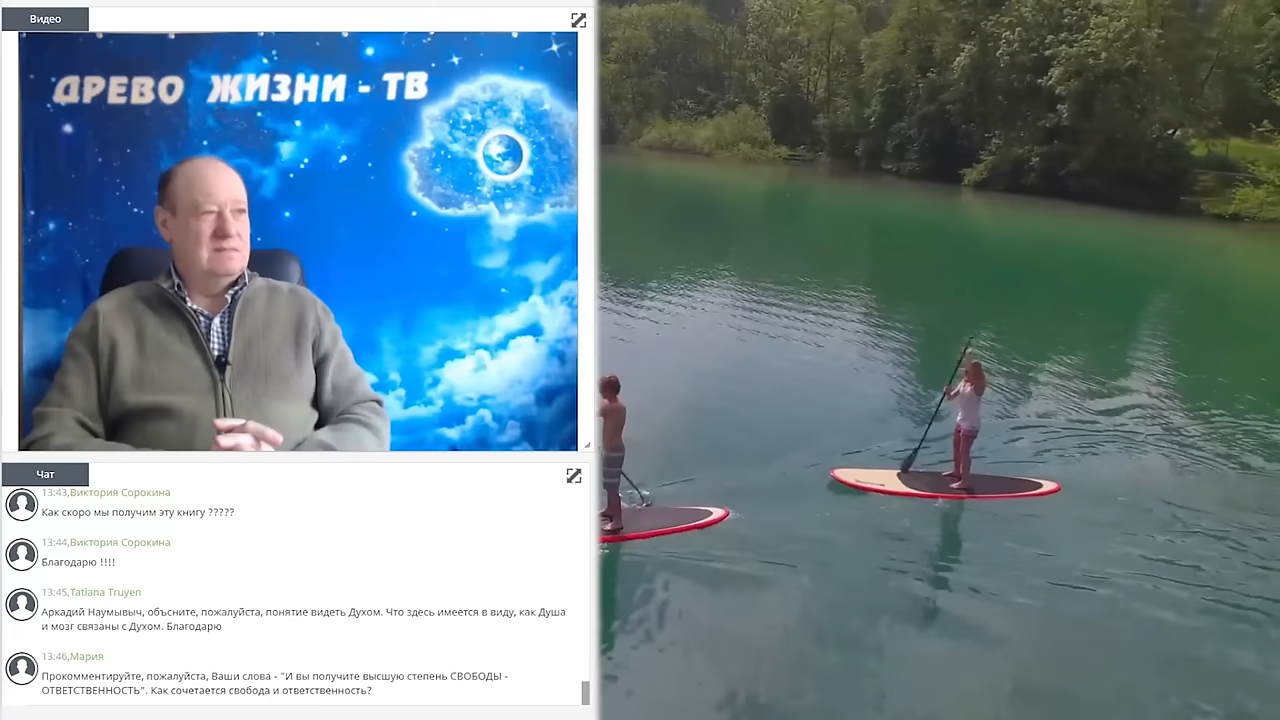 Видео
ДРЕВО ЖИЗНИ - ТВ
Чат
13:43,Виктория Сорокина
Как скоро мы получим эту книгу ?????
13:44,Виктория Сорокина
Благодарю !!!!
13:45,Tatiana Truyen
Аркадий Наумывыч, объсните, пожалуйста, понятие видеть Духом. Что здесь имеется в виду, как Душа
и мозг связаны с Духом. Благодарю
13:46,Мария
Прокомментируйте, пожалуйста, Ваши слова - "И вы получите высшую степень СВОБОДЫ -
ОТВЕТСТВЕННОСТЬ". Как сочетается свобода и ответственность?